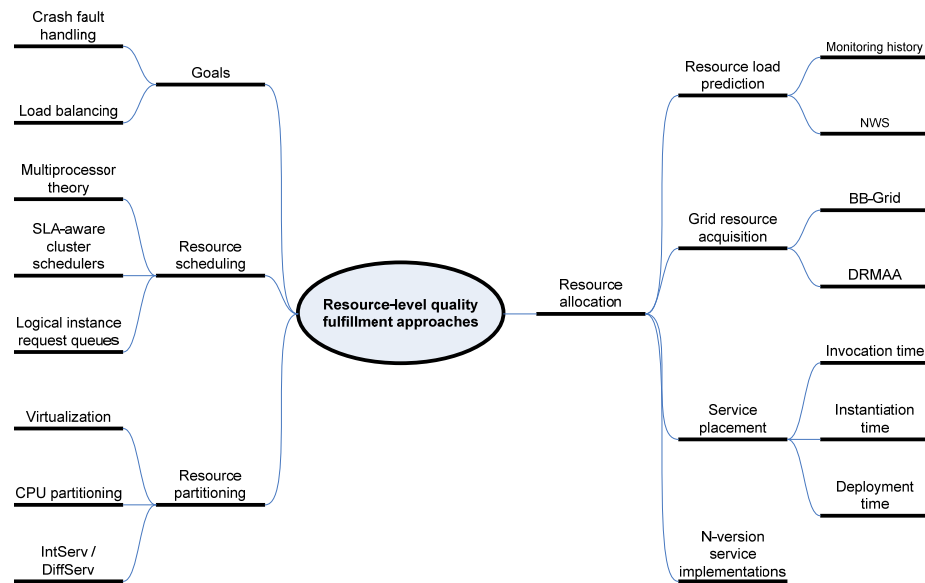 Crash fault
handling
Goals
Load balancing
Multiprocessor
theory
SLA-aware
cluster
schedulers
Resource
scheduling
Logical instance
request queues
Virtualization
CPU partitioning
Resource
partitioning
IntServ /
DiffServ
Resource-level quality
fulfillment approaches
Resource
allocation
Resource load
prediction
Monitoring history
NWS
Grid resource
acquisition
BB-Grid
DRMAA
Service
placement
Invocation time
Instantiation
time
Deployment
time
N-version
service
implementations